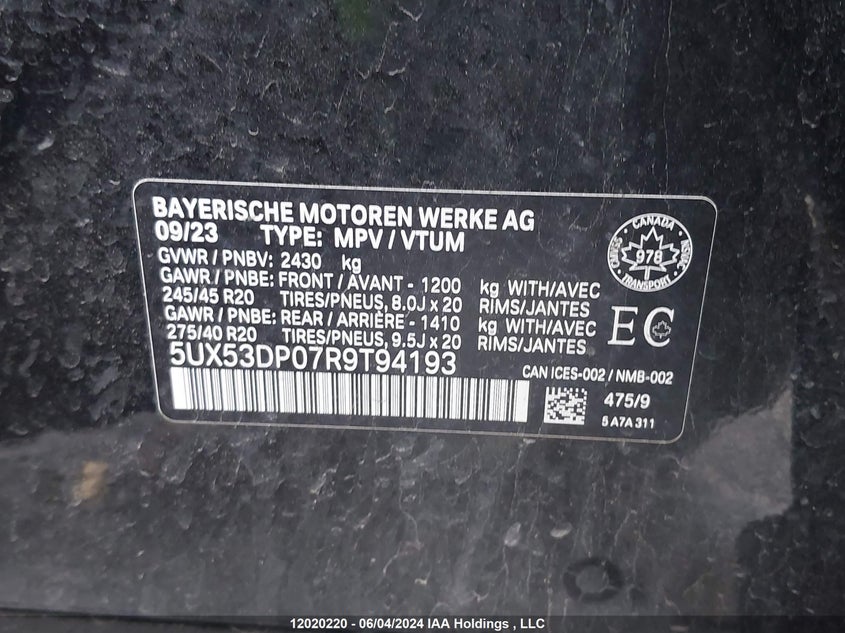 BAYERISCHE MOTOREN WERKE AG
09/23 TYPE: MPV / VTUM
GVWR / PNBV: 2430 kg
GAWR / PNBE: FRONT / AVANT - 1200 kg WITH/AVEC
245/45 R20 TIRES/PNEUS, 8.0J x 20 RIMS/JANTES
GAWR / PNBE: REAR / ARRIÈRE - 1410 kg WITH/AVEC
275/40 R20 TIRES/PNEUS, 9.5J x 20 RIMS/JANTES
5UX53DP07R9T94193
CANADA
978
TRANSPORT
EC
CAN ICES-002 / NMB-002
475/9
5 A7A 311
12020220 - 06/04/2024 IAA Holdings , LLC